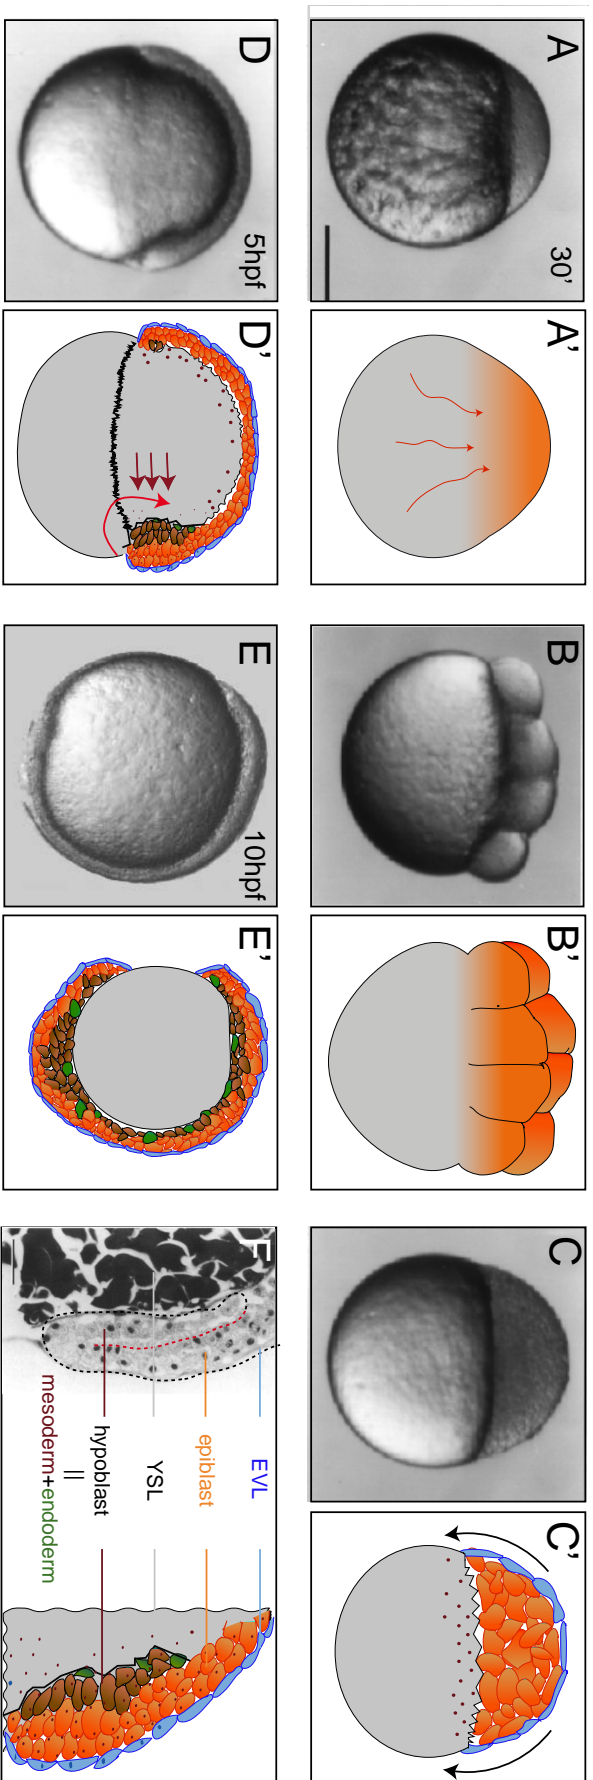 A
30'
A'
B
B'
C
C'
D
5hpf
D'
E
10hpf
E'
F
EVL
epiblast
YSL
hypoblast
=
mesoderm+endoderm